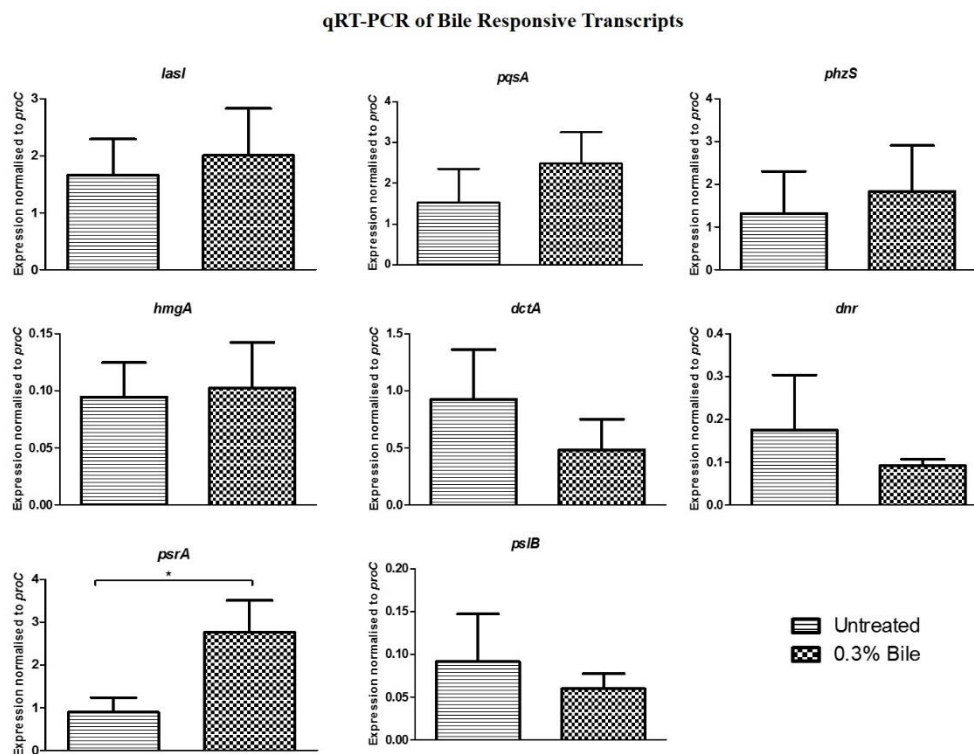 qRT-PCR of Bile Responsive Transcripts
lasI
Expression normalised to proC
3
2
1
0
pqsA
Expression normalised to proC
4
3
2
1
0
phzS
Expression normalised to proC
4
3
2
1
0
hmgA
Expression normalised to proC
0.15
0.10
0.05
0.00
dctA
Expression normalised to proC
1.5
1.0
0.5
0.0
dnr
Expression normalised to proC
0.4
0.3
0.2
0.1
0.0
psrA
Expression normalised to proC
4
3
2
1
0
*
pslB
Expression normalised to proC
0.20
0.15
0.10
0.05
0.00
Untreated
0.3% Bile